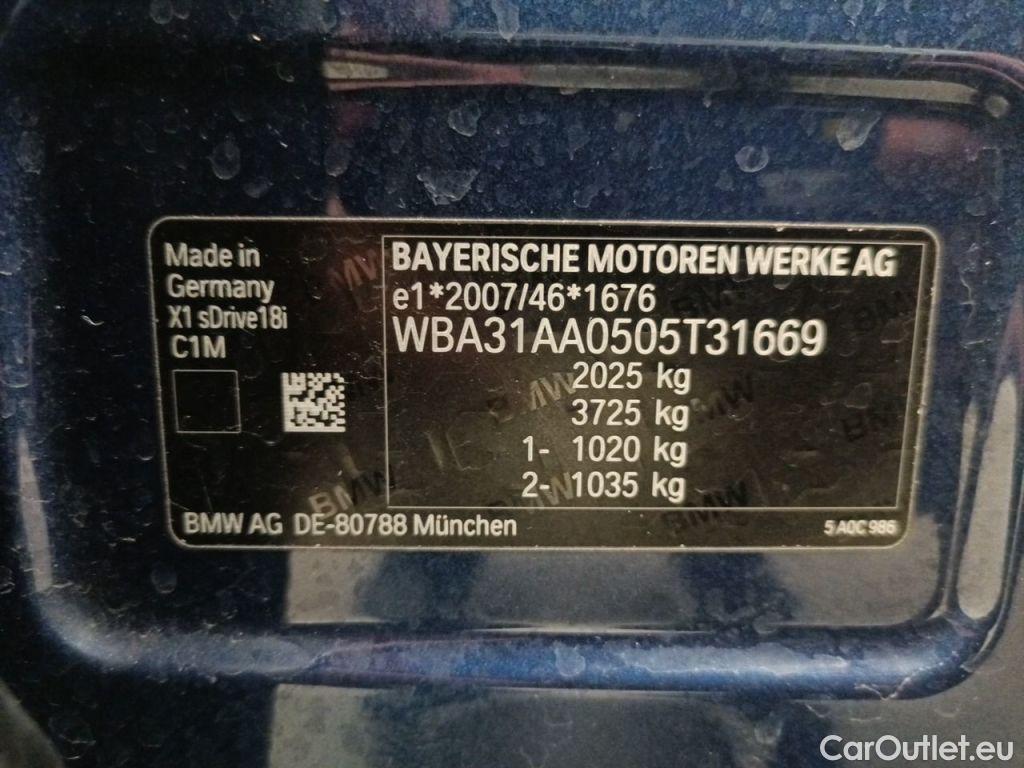 Made in
Germany
X1 sDrive18i
C1M
BAYERISCHE MOTOREN WERKE AG
e1*2007/46*1676
WBA31AA0505T31669
2025 kg
3725 kg
1- 1020 kg
2- 1035 kg
BMW AG DE-80788 München
5 A0C 986
CarOutlet.eu